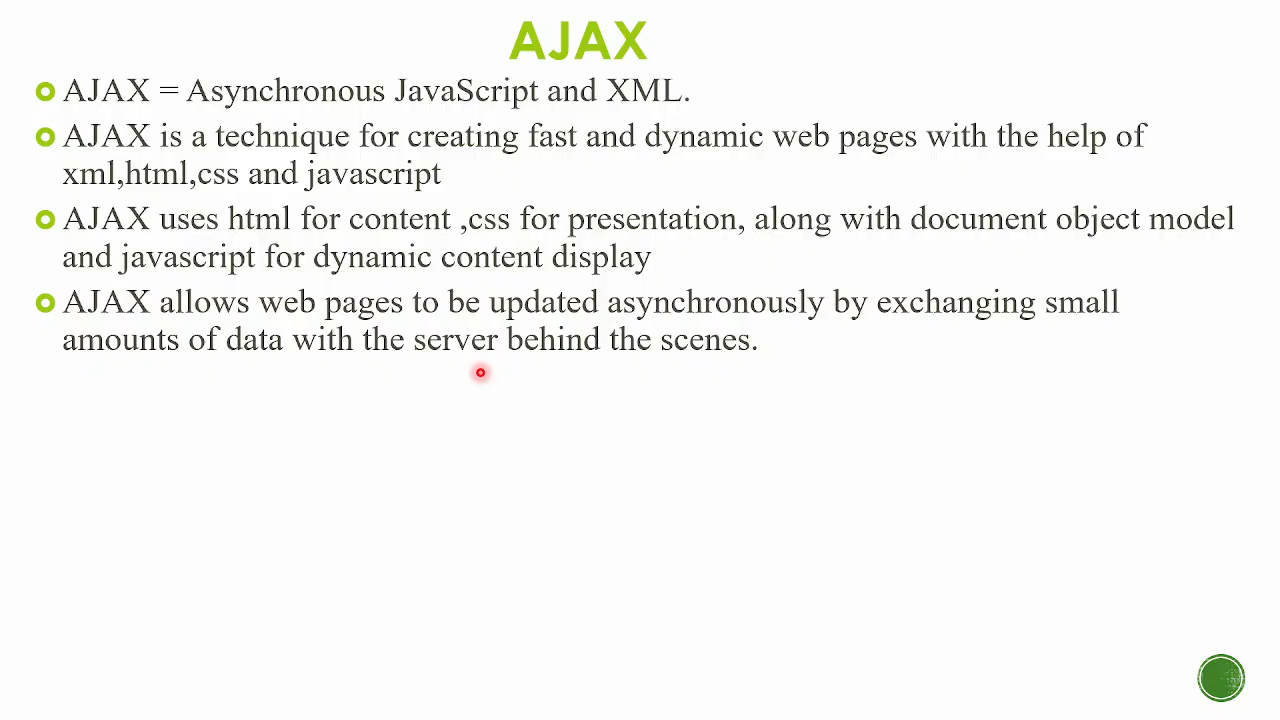 AJAX
AJAX = Asynchronous JavaScript and XML.
AJAX is a technique for creating fast and dynamic web pages with the help of
xml,html,css and javascript
AJAX uses html for content ,css for presentation, along with document object model
and javascript for dynamic content display
AJAX allows web pages to be updated asynchronously by exchanging small
amounts of data with the server behind the scenes.